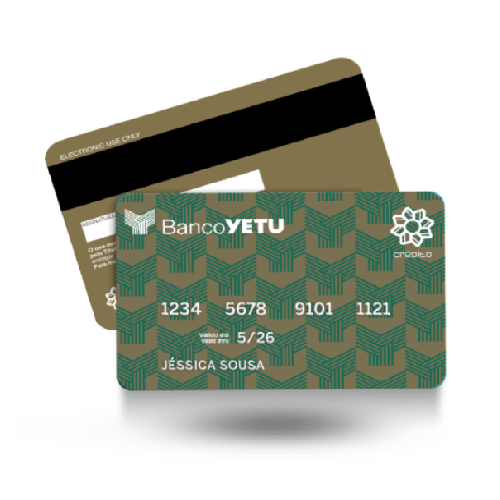 ELECTRONIC USE ONLY
BancoYETU
crédito
1234 5678 9101 1121
5/26
JÉSSICA SOUSA